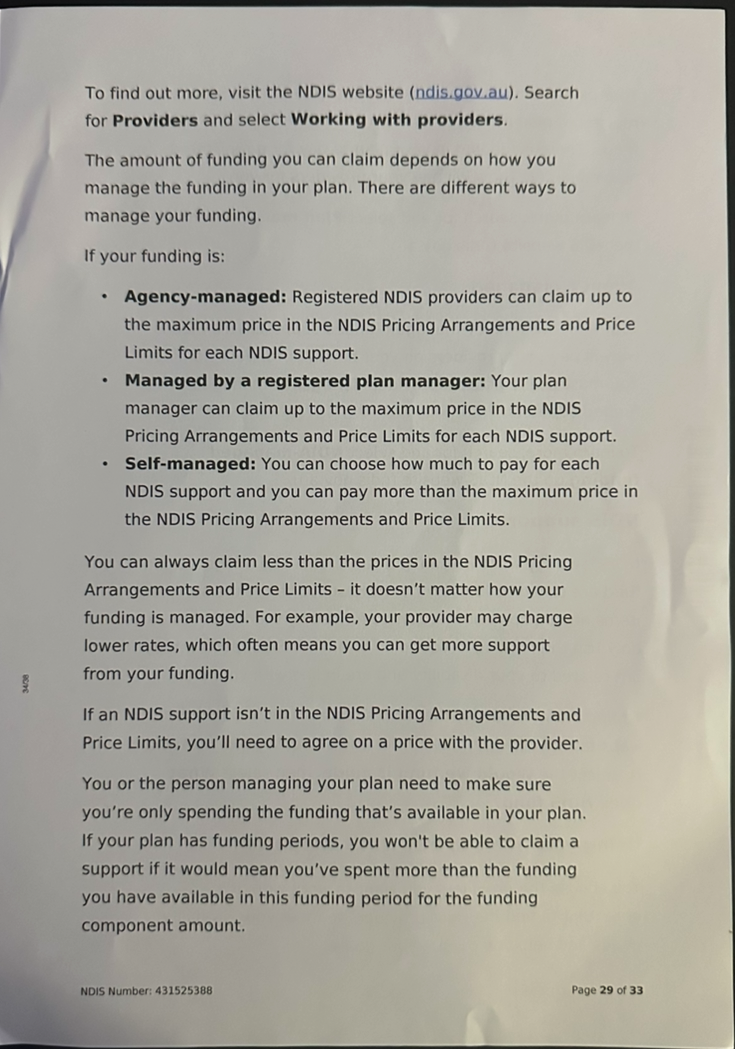 To find out more, visit the NDIS website (ndis.gov.au). Search
for Providers and select Working with providers.
The amount of funding you can claim depends on how you
manage the funding in your plan. There are different ways to
manage your funding.
If your funding is:
• Agency-managed: Registered NDIS providers can claim up to
the maximum price in the NDIS Pricing Arrangements and Price
Limits for each NDIS support.
• Managed by a registered plan manager: Your plan
manager can claim up to the maximum price in the NDIS
Pricing Arrangements and Price Limits for each NDIS support.
• Self-managed: You can choose how much to pay for each
NDIS support and you can pay more than the maximum price in
the NDIS Pricing Arrangements and Price Limits.
You can always claim less than the prices in the NDIS Pricing
Arrangements and Price Limits – it doesn’t matter how your
funding is managed. For example, your provider may charge
lower rates, which often means you can get more support
from your funding.
34/38
If an NDIS support isn’t in the NDIS Pricing Arrangements and
Price Limits, you’ll need to agree on a price with the provider.
You or the person managing your plan need to make sure
you’re only spending the funding that’s available in your plan.
If your plan has funding periods, you won't be able to claim a
support if it would mean you’ve spent more than the funding
you have available in this funding period for the funding
component amount.
NDIS Number: 431525388 Page 29 of 33